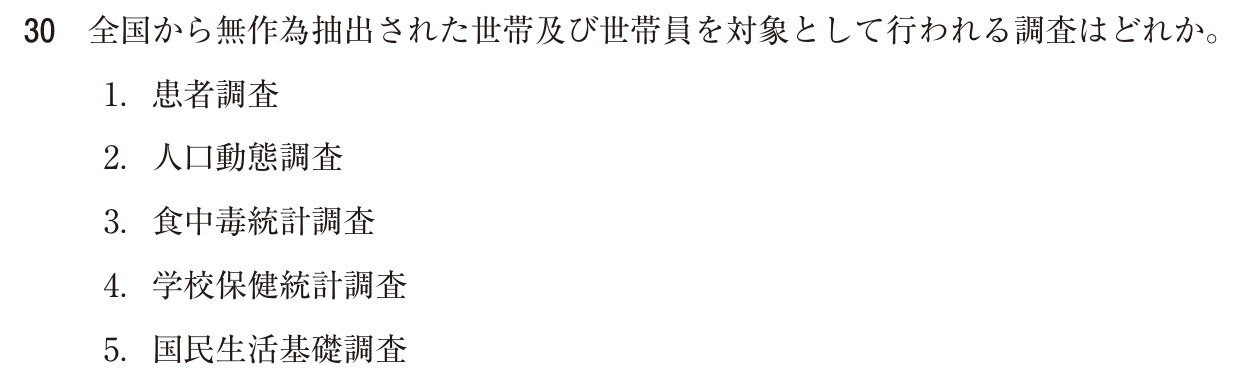 30 全国から無作為抽出された世帯及び世帯員を対象として行われる調査はどれか。
1. 患者調査
2. 人口動態調査
3. 食中毒統計調査
4. 学校保健統計調査
5. 国民生活基礎調査